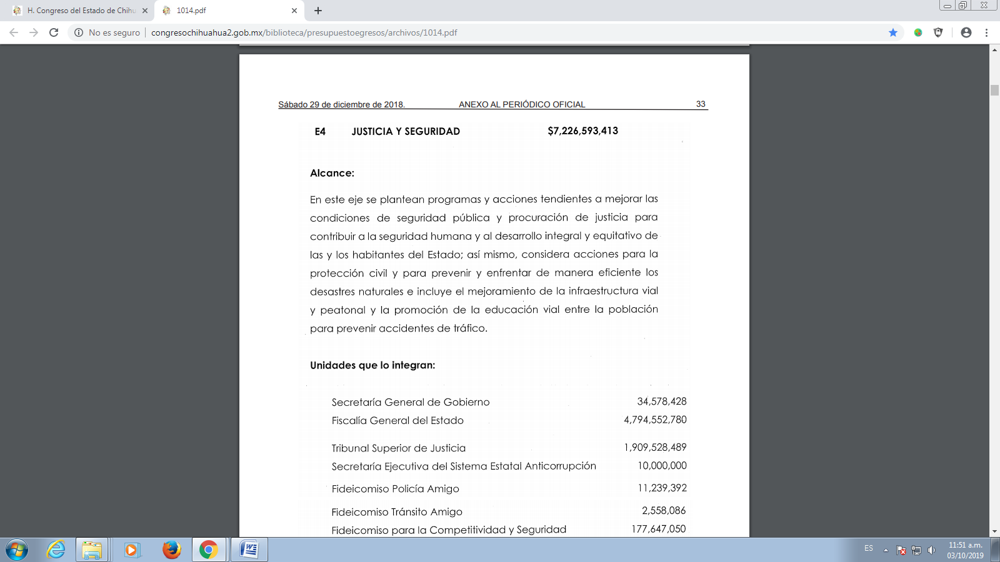 H. Congreso del Estado de Chihu
1014.pdf
No es seguro
congresochihuahua2.gob.mx/biblioteca/presupuestoegresos/archivos/1014.pdf
Sábado 29 de diciembre de 2018. ANEXO AL PERIÓDICO OFICIAL 33
E4 JUSTICIA Y SEGURIDAD $7,226,593,413
Alcance:
En este eje se plantean programas y acciones tendientes a mejorar las
condiciones de seguridad pública y procuración de justicia para
contribuir a la seguridad humana y al desarrollo integral y equitativo de
las y los habitantes del Estado; así mismo, considera acciones para la
protección civil y para prevenir y enfrentar de manera eficiente los
desastres naturales e incluye el mejoramiento de la infraestructura vial
y peatonal y la promoción de la educación vial entre la población
para prevenir accidentes de tráfico.
Unidades que lo integran:
Secretaría General de Gobierno 34,578,428
Fiscalía General del Estado 4,794,552,780
Tribunal Superior de Justicia 1,909,528,489
Secretaría Ejecutiva del Sistema Estatal Anticorrupción 10,000,000
Fideicomiso Policía Amigo 11,239,392
Fideicomiso Tránsito Amigo 2,558,086
Fideicomiso para la Competitividad y Seguridad 177,647,050
ES
11:51 a.m.
03/10/2019